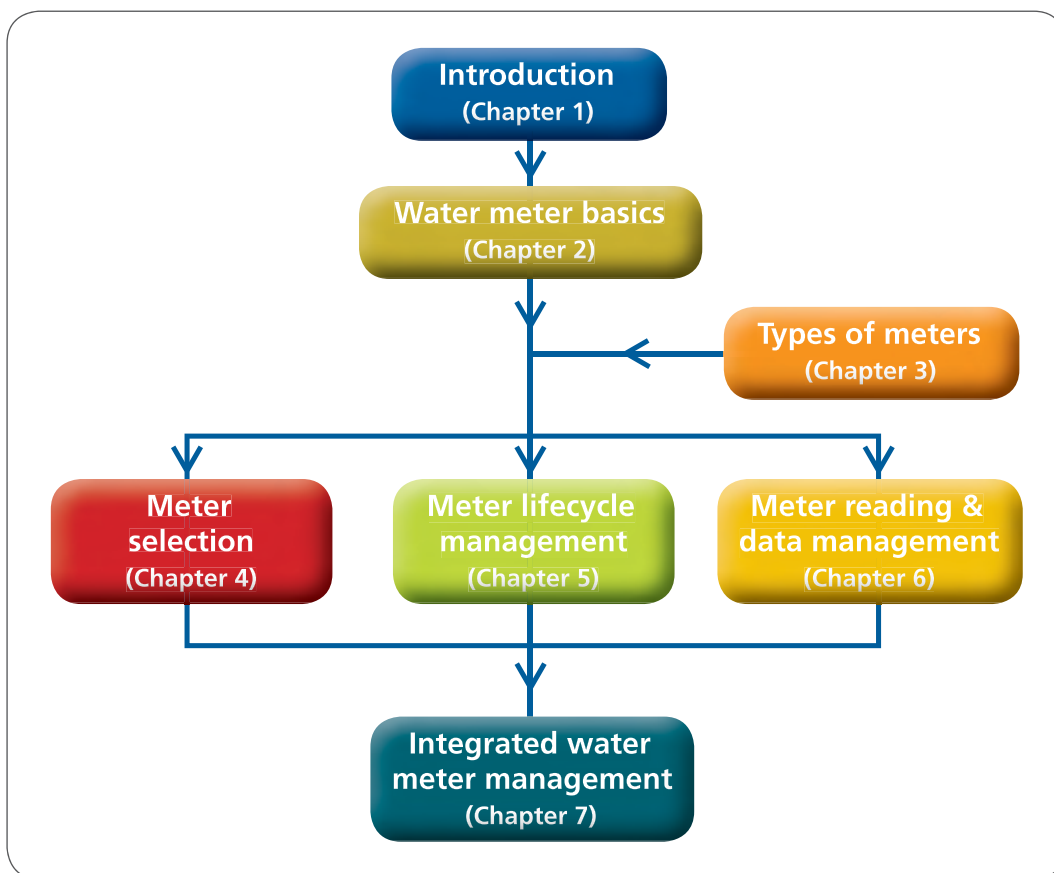 Introduction
(Chapter 1)
Water meter basics
(Chapter 2)
Types of meters
(Chapter 3)
Meter
selection
(Chapter 4)
Meter lifecycle
management
(Chapter 5)
Meter reading &
data management
(Chapter 6)
Integrated water
meter management
(Chapter 7)